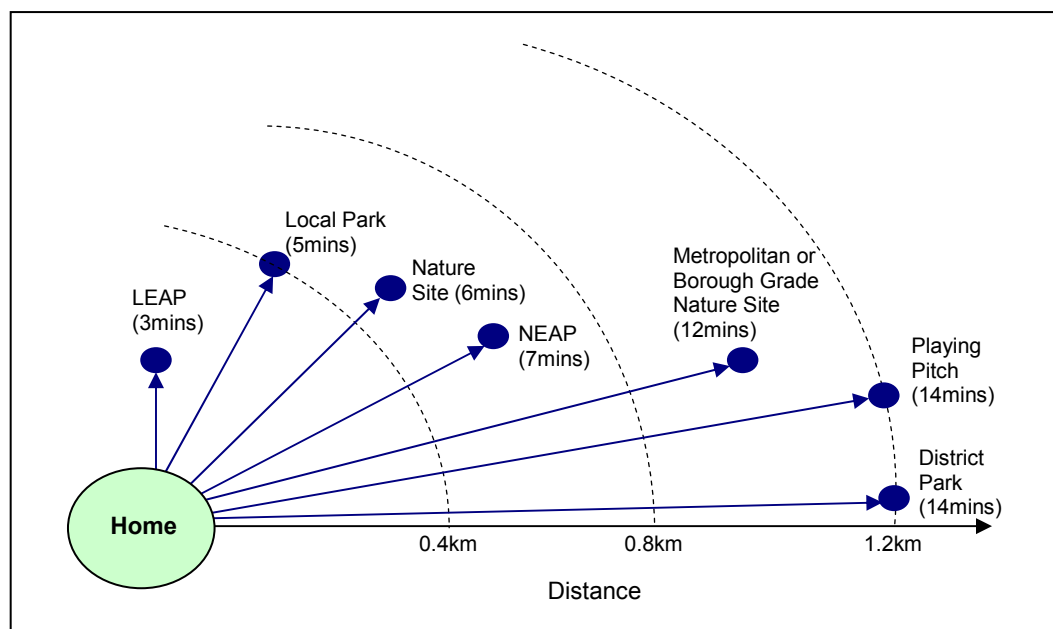 Local Park
(5mins)
Nature
Site (6mins)
LEAP
(3mins)
NEAP
(7mins)
Metropolitan or
Borough Grade
Nature Site
(12mins)
Playing
Pitch
(14mins)
District
Park
(14mins)
Home
0.4km
0.8km
1.2km
Distance